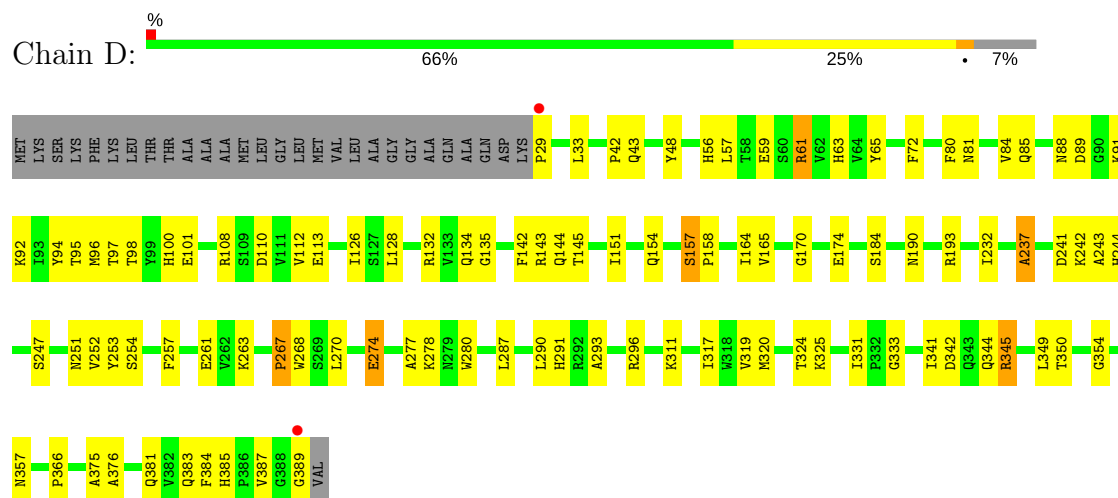 %
Chain D:
66% 25% • 7%
MET LYS SER LYS PHE LYS LEU THR THR ALA ALA ALA MET LEU GLY LEU MET VAL LEU ALA GLY GLY ALA GLN ALA GLN ASP LYS P29 L33 P42 Q43 Y48 H56 L57 T58 E59 S60 R61 V62 H63 V64 Y65 F72 F80 N81 V84 Q85 N88 D89 G90 K91
K92 I93 Y94 T95 M96 T97 T98 Y99 H100 E101 R108 S109 D110 V111 V112 E113 I126 S127 L128 R132 V133 Q134 G135 F142 R143 Q144 T145 I151 Q154 S157 P158 I164 V165 G170 E174 S184 N190 R193 I232 A237 D241 K242 A243 H244
S247 N251 V252 Y253 S254 F257 E261 V262 K263 P267 W268 S269 L270 E274 A277 K278 N279 W280 L287 L290 H291 R292 A293 R296 K311 I317 W318 V319 M320 T324 K325 I331 P332 G333 I341 D342 Q343 Q344 R345 L349 T350 G354
N357 P366 A375 A376 Q381 V382 Q383 F384 H385 P386 V387 G388 G389 VAL